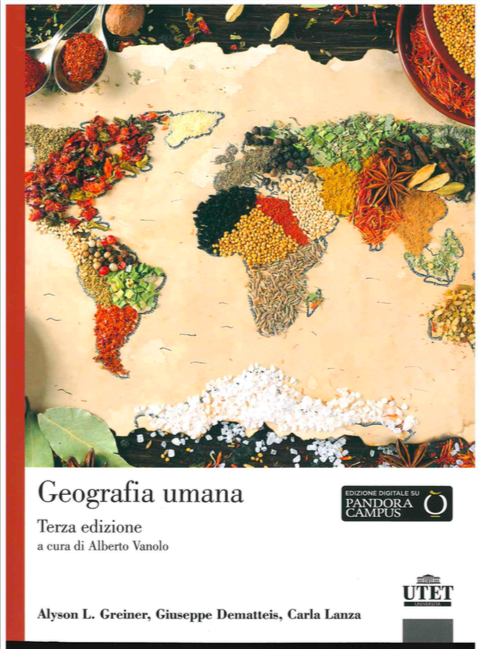 Geografia umana
Terza edizione
a cura di Alberto Vanolo
EDIZIONE DIGITALE SU
PANDORA
CAMPUS
UTET
UNIVERSITÀ
Alyson L. Greiner, Giuseppe Dematteis, Carla Lanza